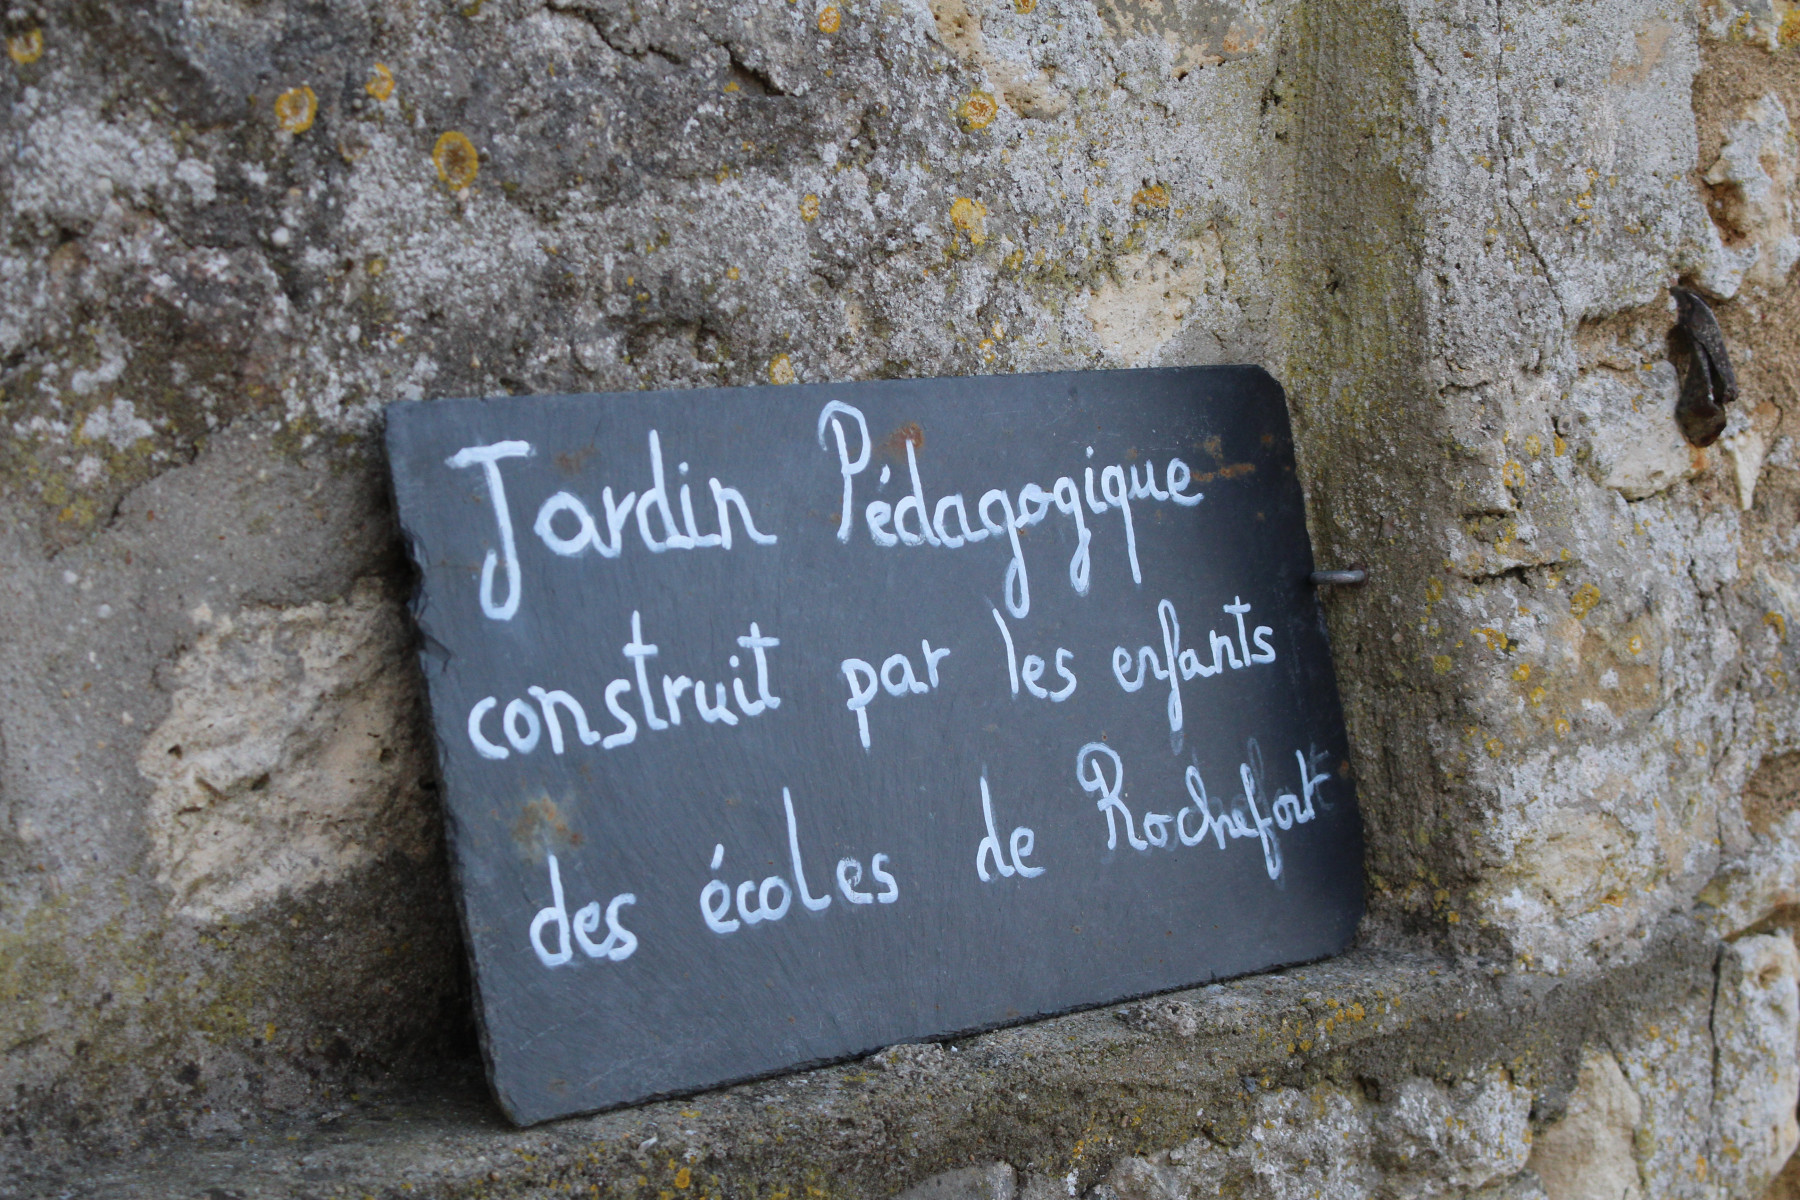 Jardin Pédagogique
construit par les enfants
des écoles de Rochefort